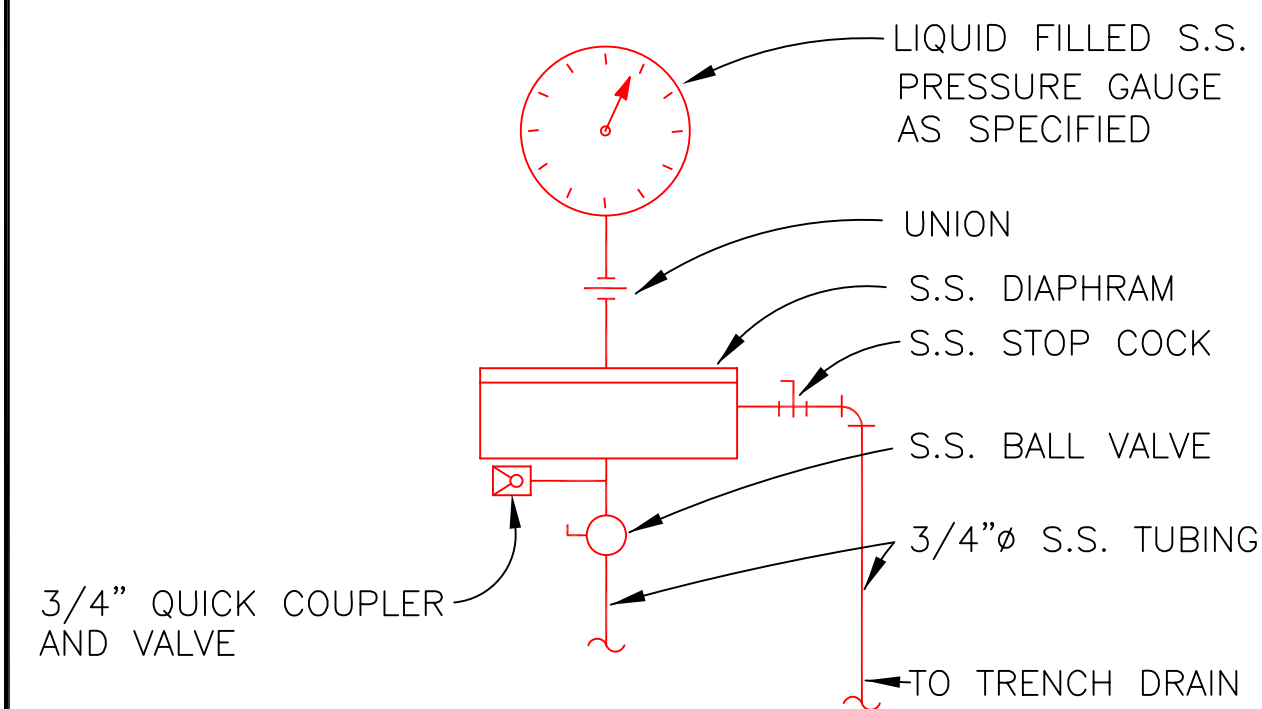 LIQUID FILLED S.S.
PRESSURE GAUGE
AS SPECIFIED
UNION
S.S. DIAPHRAM
S.S. STOP COCK
S.S. BALL VALVE
3/4"ø S.S. TUBING
3/4" QUICK COUPLER
AND VALVE
TO TRENCH DRAIN